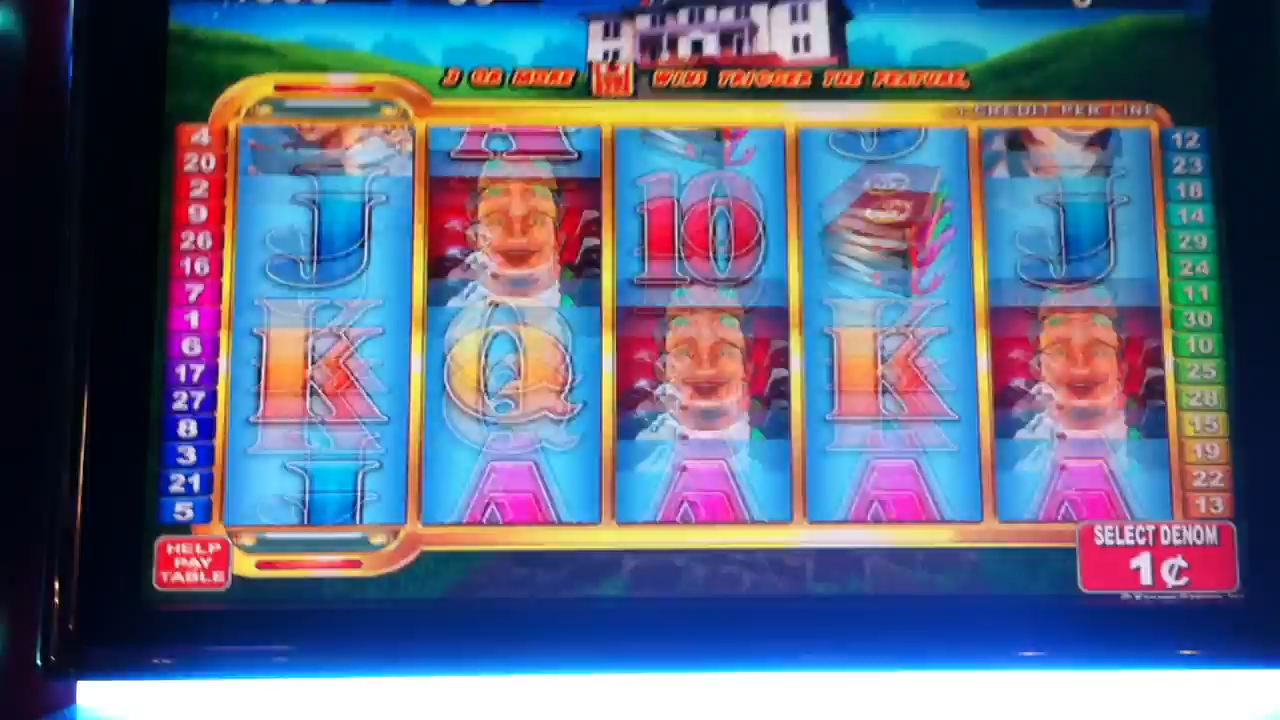 3 OR MORE WINS TRIGGER THE FEATURE.
1 CREDIT PER LINE
4
20
2
9
26
16
7
1
6
17
27
8
3
21
5
A
J
10
J
K
Q
K
J
A
A
A
A
12
23
18
14
29
24
11
30
10
25
28
15
19
22
13
HELP
PAY
TABLE
SELECT DENOM
1¢